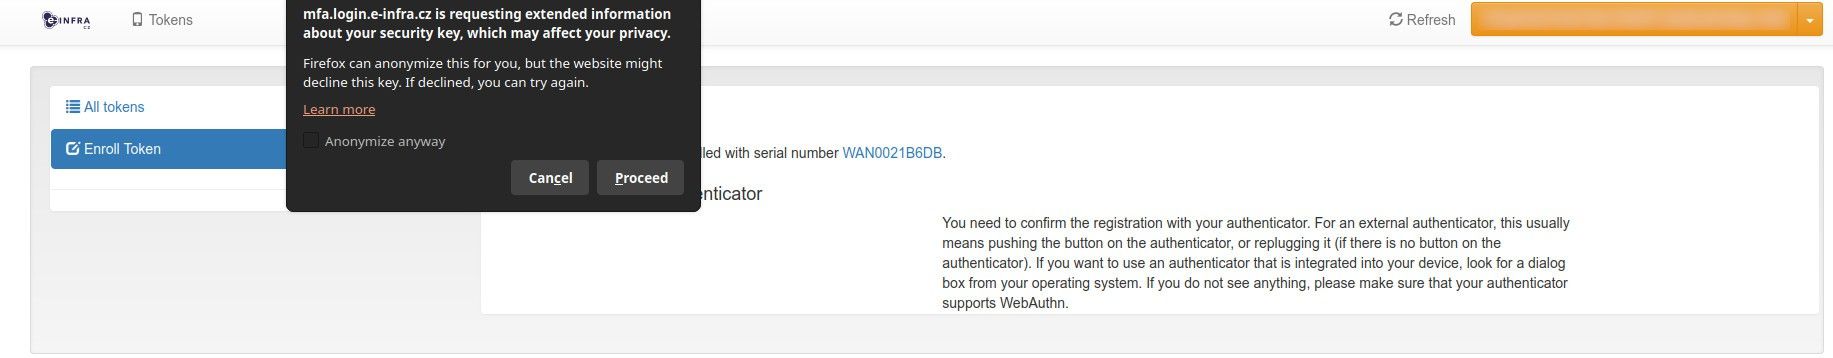 e-INFRA CZ
Tokens
Refresh
mfa.login.e-infra.cz is requesting extended information
about your security key, which may affect your privacy.
Firefox can anonymize this for you, but the website might
decline this key. If declined, you can try again.
Learn more
Anonymize anyway
Cancel
Proceed
All tokens
Enroll Token
lled with serial number WAN0021B6DB.
enticator
You need to confirm the registration with your authenticator. For an external authenticator, this usually
means pushing the button on the authenticator, or replugging it (if there is no button on the
authenticator). If you want to use an authenticator that is integrated into your device, look for a dialog
box from your operating system. If you do not see anything, please make sure that your authenticator
supports WebAuthn.